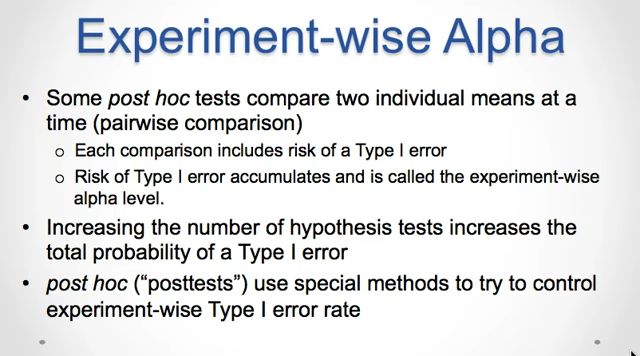 Experiment-wise Alpha
• Some post hoc tests compare two individual means at a
time (pairwise comparison)
o Each comparison includes risk of a Type I error
o Risk of Type I error accumulates and is called the experiment-wise
alpha level.
• Increasing the number of hypothesis tests increases the
total probability of a Type I error
• post hoc (“posttests”) use special methods to try to control
experiment-wise Type I error rate